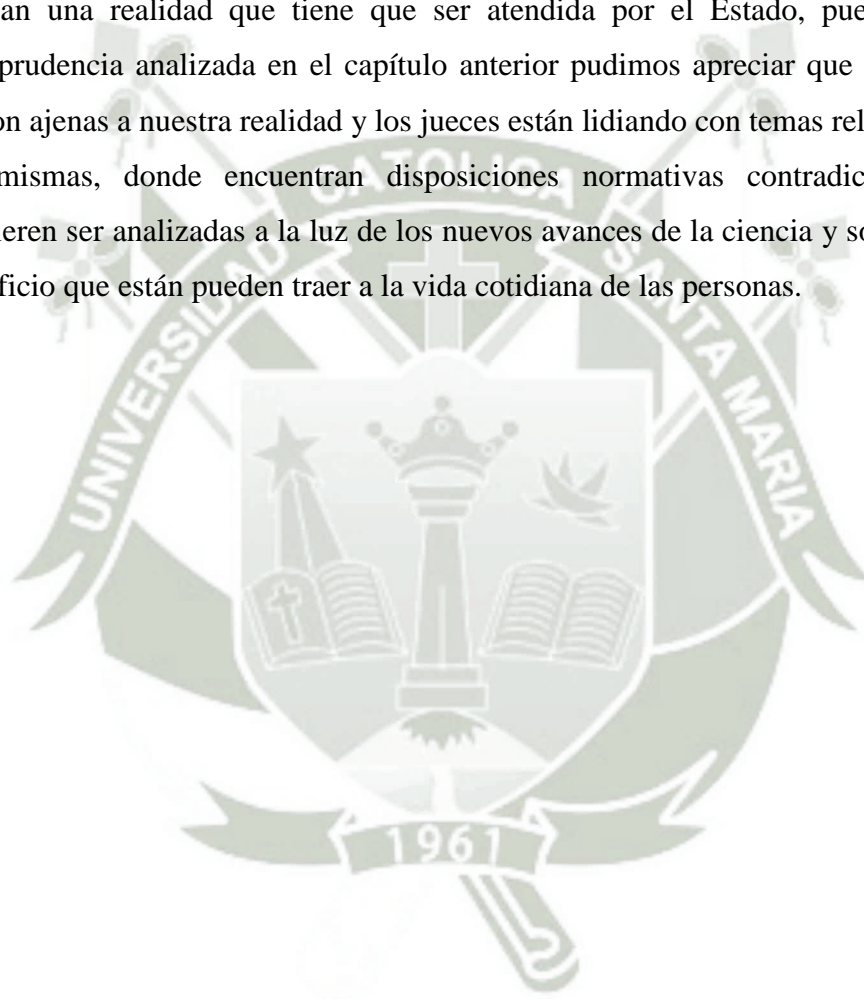 an una realidad que tiene que ser atendida por el Estado, pue
prudencia analizada en el capítulo anterior pudimos apreciar que
on ajenas a nuestra realidad y los jueces están lidiando con temas rel
mismas, donde encuentran disposiciones normativas contradic
ieren ser analizadas a la luz de los nuevos avances de la ciencia y so
ficio que están pueden traer a la vida cotidiana de las personas.
UNIVERSIDAD CATOLICA SANTA MARIA
1961